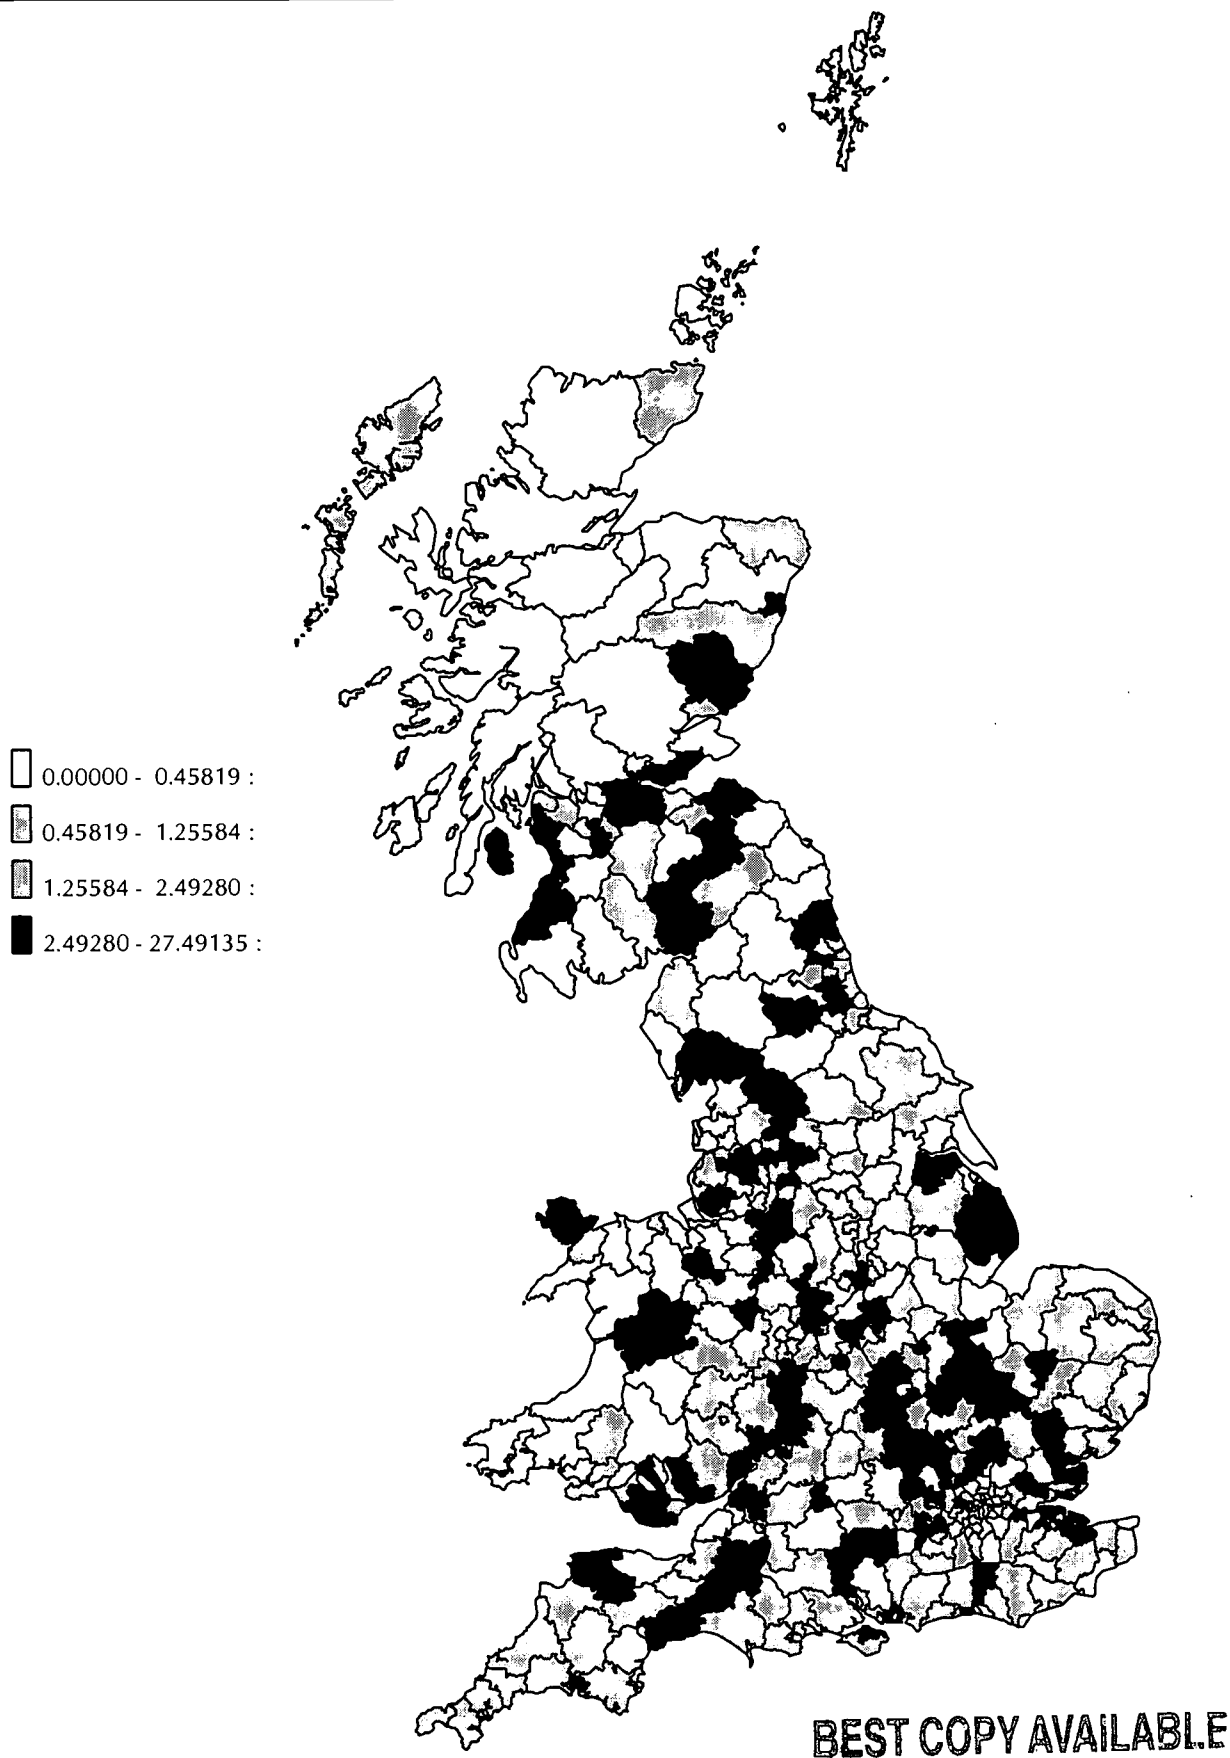 0.00000 - 0.45819 :
0.45819 - 1.25584 :
1.25584 - 2.49280 :
2.49280 - 27.49135 :
BEST COPY AVAILABLE